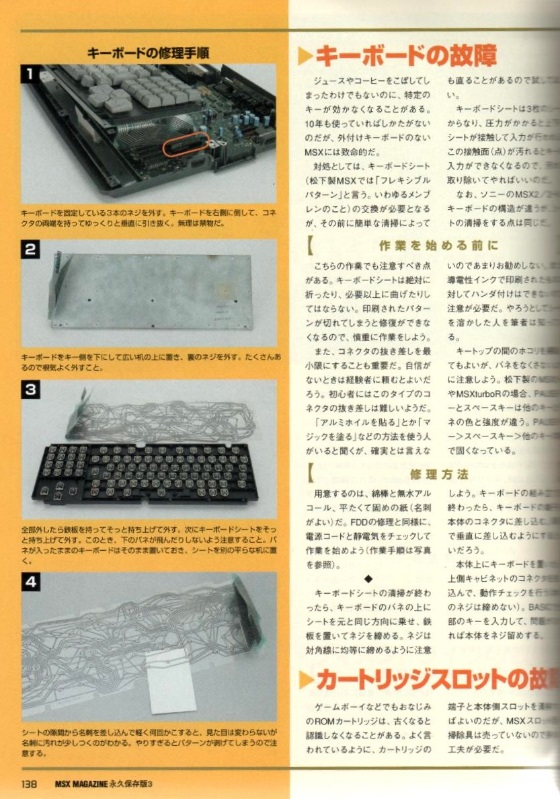 キーボードの修理手順
1
キーボードを固定している3本のネジを外す。キーボードを右側に倒して、コネ
クタの両端を持ってゆっくりと垂直に引き抜く。無理は禁物だ。
2
キーボードをキー側を下にして広い机の上に置き、裏のネジを外す。たくさんあ
るので根気よく外すこと。
3
全部外したら鉄板を持ってそっと持ち上げて外す。次にキーボードシートをそっ
と持ち上げて外す。このとき、下のバネが飛んだりしないよう注意すること。バ
ネが入ったままのキーボードはそのまま置いておき、シートを別の平らな机に置
く。
4
シートの隙間から名刺を差し込んで軽く何回かこすると、見た目は変わらないが
名刺に汚れが少しつくのがわかる。やりすぎるとパターンが剥げてしまうので注
意する。
138 MSX MAGAZINE 永久保存版3
キーボードの故障
ジュースやコーヒーをこぼしてし
まったわけでもないのに、特定の
キーが効かなくなることがある。
10年も使っていればしかたがない
のだが、外付けキーボードのない
MSXには致命的だ。
対処としては、キーボードシート
(松下製MSXでは「フレキシブル
パターン」と言う。いわゆるメンブ
レンのこと)の交換が必要となる
が、その前に簡単な清掃によって
も直ることがあるので試し
い。
キーボードシートは3枚の
からなり、圧力がかかると
シートが接触して入力が行
この接触面(点)が汚れると
入力ができなくなるので、
取り除いてやればいいのだ。
なお、ソニーのMSX2/2
キーボードの構造が違うが
トの清掃をする点は同じ
作業を始める前に
こちらの作業でも注意すべき点
がある。キーボードシートは絶対に
折ったり、必要以上に曲げたりし
てはならない。印刷されたパター
ンが切れてしまうと修復ができな
くなるので、慎重に作業をしよう。
また、コネクタの抜き差しを最
小限にすることも重要だ。自信が
ないときは経験者に頼むとよいだ
ろう。初心者にはこのタイプのコ
ネクタの抜き差しは難しいようだ。
「アルミホイルを貼る」とか「マ
ジックを塗る」などの方法を使う人
がいると聞くが、確実とは言えな
いのであまりお勧めしない。
導電性インクで印刷された
対してハンダ付けはできない
注意が必要だ。やろうとして
を溶かした人を筆者は知っ
る。
キートップの間のホコリを
てもよいが、バネをなくさな
に注意しよう。松下製のMS
やMSXturboRの場合、PAUS
ーとスペースキーは他のキー
ネの色と強度が違う。PAUS
ー>スペースキー>他のキー
で固くなっている。
修理方法
用意するのは、綿棒と無水アル
コール、平たくて固めの紙(名刺
がよい)だ。FDDの修理と同様に、
電源コードと静電気をチェックして
作業を始めよう(作業手順は写真
を参照)。
◆
キーボードシートの清掃が終わ
ったら、キーボードのバネの上に
シートを元と同じ方向に乗せ、鉄
板を置いてネジを締める。ネジは
対角線に均等に締めるように注意
しよう。キーボードの組み
終わったら、キーボードの
本体のコネクタに差し込む。
で垂直に差し込むようにす
いだろう。
本体上にキーボードを置い
上側キャビネットのコネクタ
込んで、動作チェックを行う
のネジは締めない)。BASIC
部のキーを入力して、問題が
れば本体をネジ留めする。
カートリッジスロットの故
ゲームボーイなどでもおなじみ
のROMカートリッジは、古くなると
認識しなくなることがある。よく言
われているように、カートリッジの
端子と本体側スロットを清掃
ばよいのだが、MSXスロ
掃除具は売っていないので
工夫が必要だ。